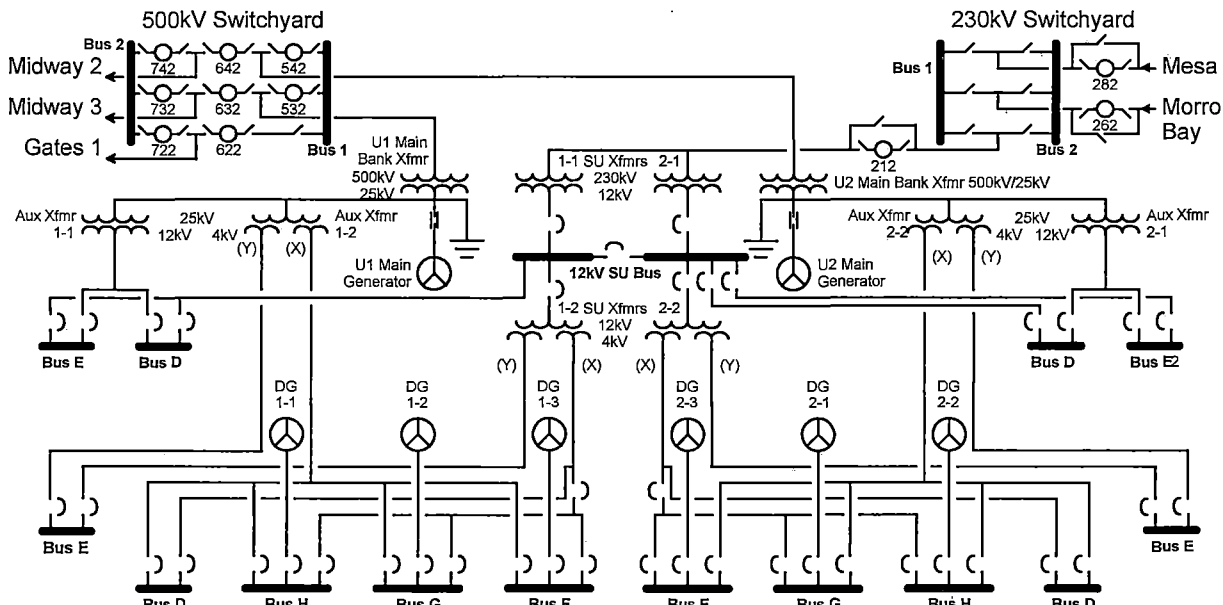 500kV Switchyard
230kV Switchyard
Bus 2
742
642
542
Midway 2
732
632
532
Midway 3
722
622
Gates 1
Bus 1
Bus 1
282
Mesa
262
Morro
Bay
Bus 2
212
U1 Main
Bank Xfmr
500kV
25kV
1-1 SU Xfmrs 2-1
230kV
12kV
U2 Main Bank Xfmr 500kV/25kV
Aux Xfmr
1-1
25kV
12kV
4kV
(Y)
(X)
Aux Xfmr
1-2
U1 Main
Generator
12kV SU Bus
U2 Main
Generator
Aux Xfmr
2-2
25kV
4kV 12kV
(X)
(Y)
Aux Xfmr
2-1
1-2 SU Xfmrs 2-2
12kV
4kV
(Y)
(X)
(X)
(Y)
Bus E
Bus D
Bus D
Bus E2
DG
1-1
DG
1-2
DG
1-3
DG
2-3
DG
2-1
DG
2-2
Bus E
Bus E
Bus D
Bus H
Bus G
Bus F
Bus F
Bus G
Bus H
Bus D